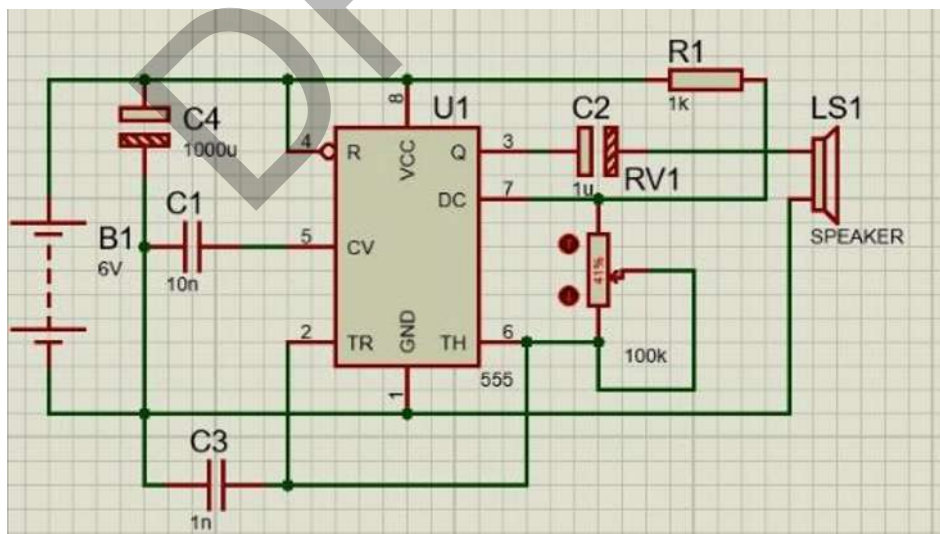 R1
1k
C4
1000u
U1
C2
1u
LS1
SPEAKER
8
4
R
VCC
Q
3
DC
7
RV1
C1
10n
5
CV
B1
6V
41%
2
TR
GND
TH
6
100k
555
1
C3
1n